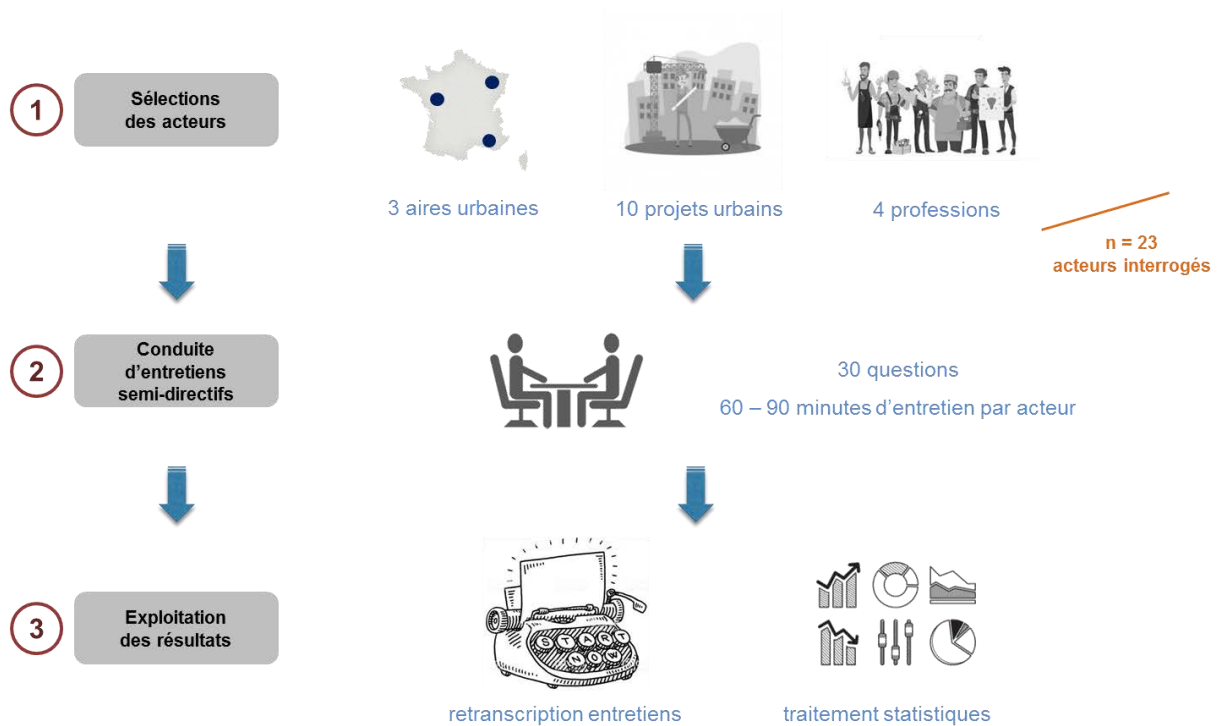 1
Sélections
des acteurs
3 aires urbaines
10 projets urbains
4 professions
n = 23
acteurs interrogés
2
Conduite
d'entretiens
semi-directifs
30 questions
60 – 90 minutes d'entretien par acteur
3
Exploitation
des résultats
START
NOW
retranscription entretiens
traitement statistiques